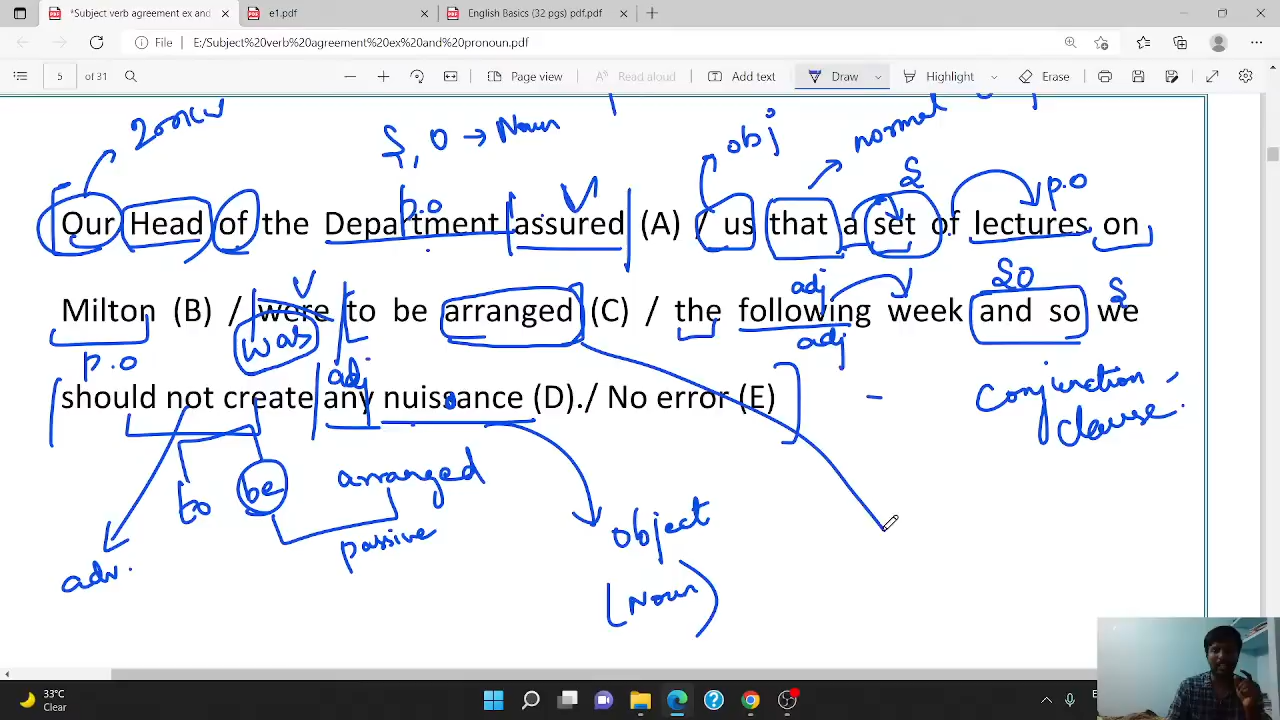 *Subject verb agreement ex and
e1.pdf
English Basics (32 pgs) pdf.pdf
File
E:/Subject%20verb%20agreement%20ex%20and%20pronoun.pdf
5 of 31
Page view
Read aloud
Add text
Draw
Highlight
Erase
S, O → Noun
obj
normal
S
p.o
p.o
Our Head of the Department assured (A) / us that a set of lectures on
V
adj
SO
S
Milton (B) / were to be arranged (C) / the following week and so we
was
p.o
adj
adj
conjunction -
clause.
should not create any nuissance (D)./ No error (E)
-
to be arranged
passive
adv.
object
(Noun)
33°C
Clear